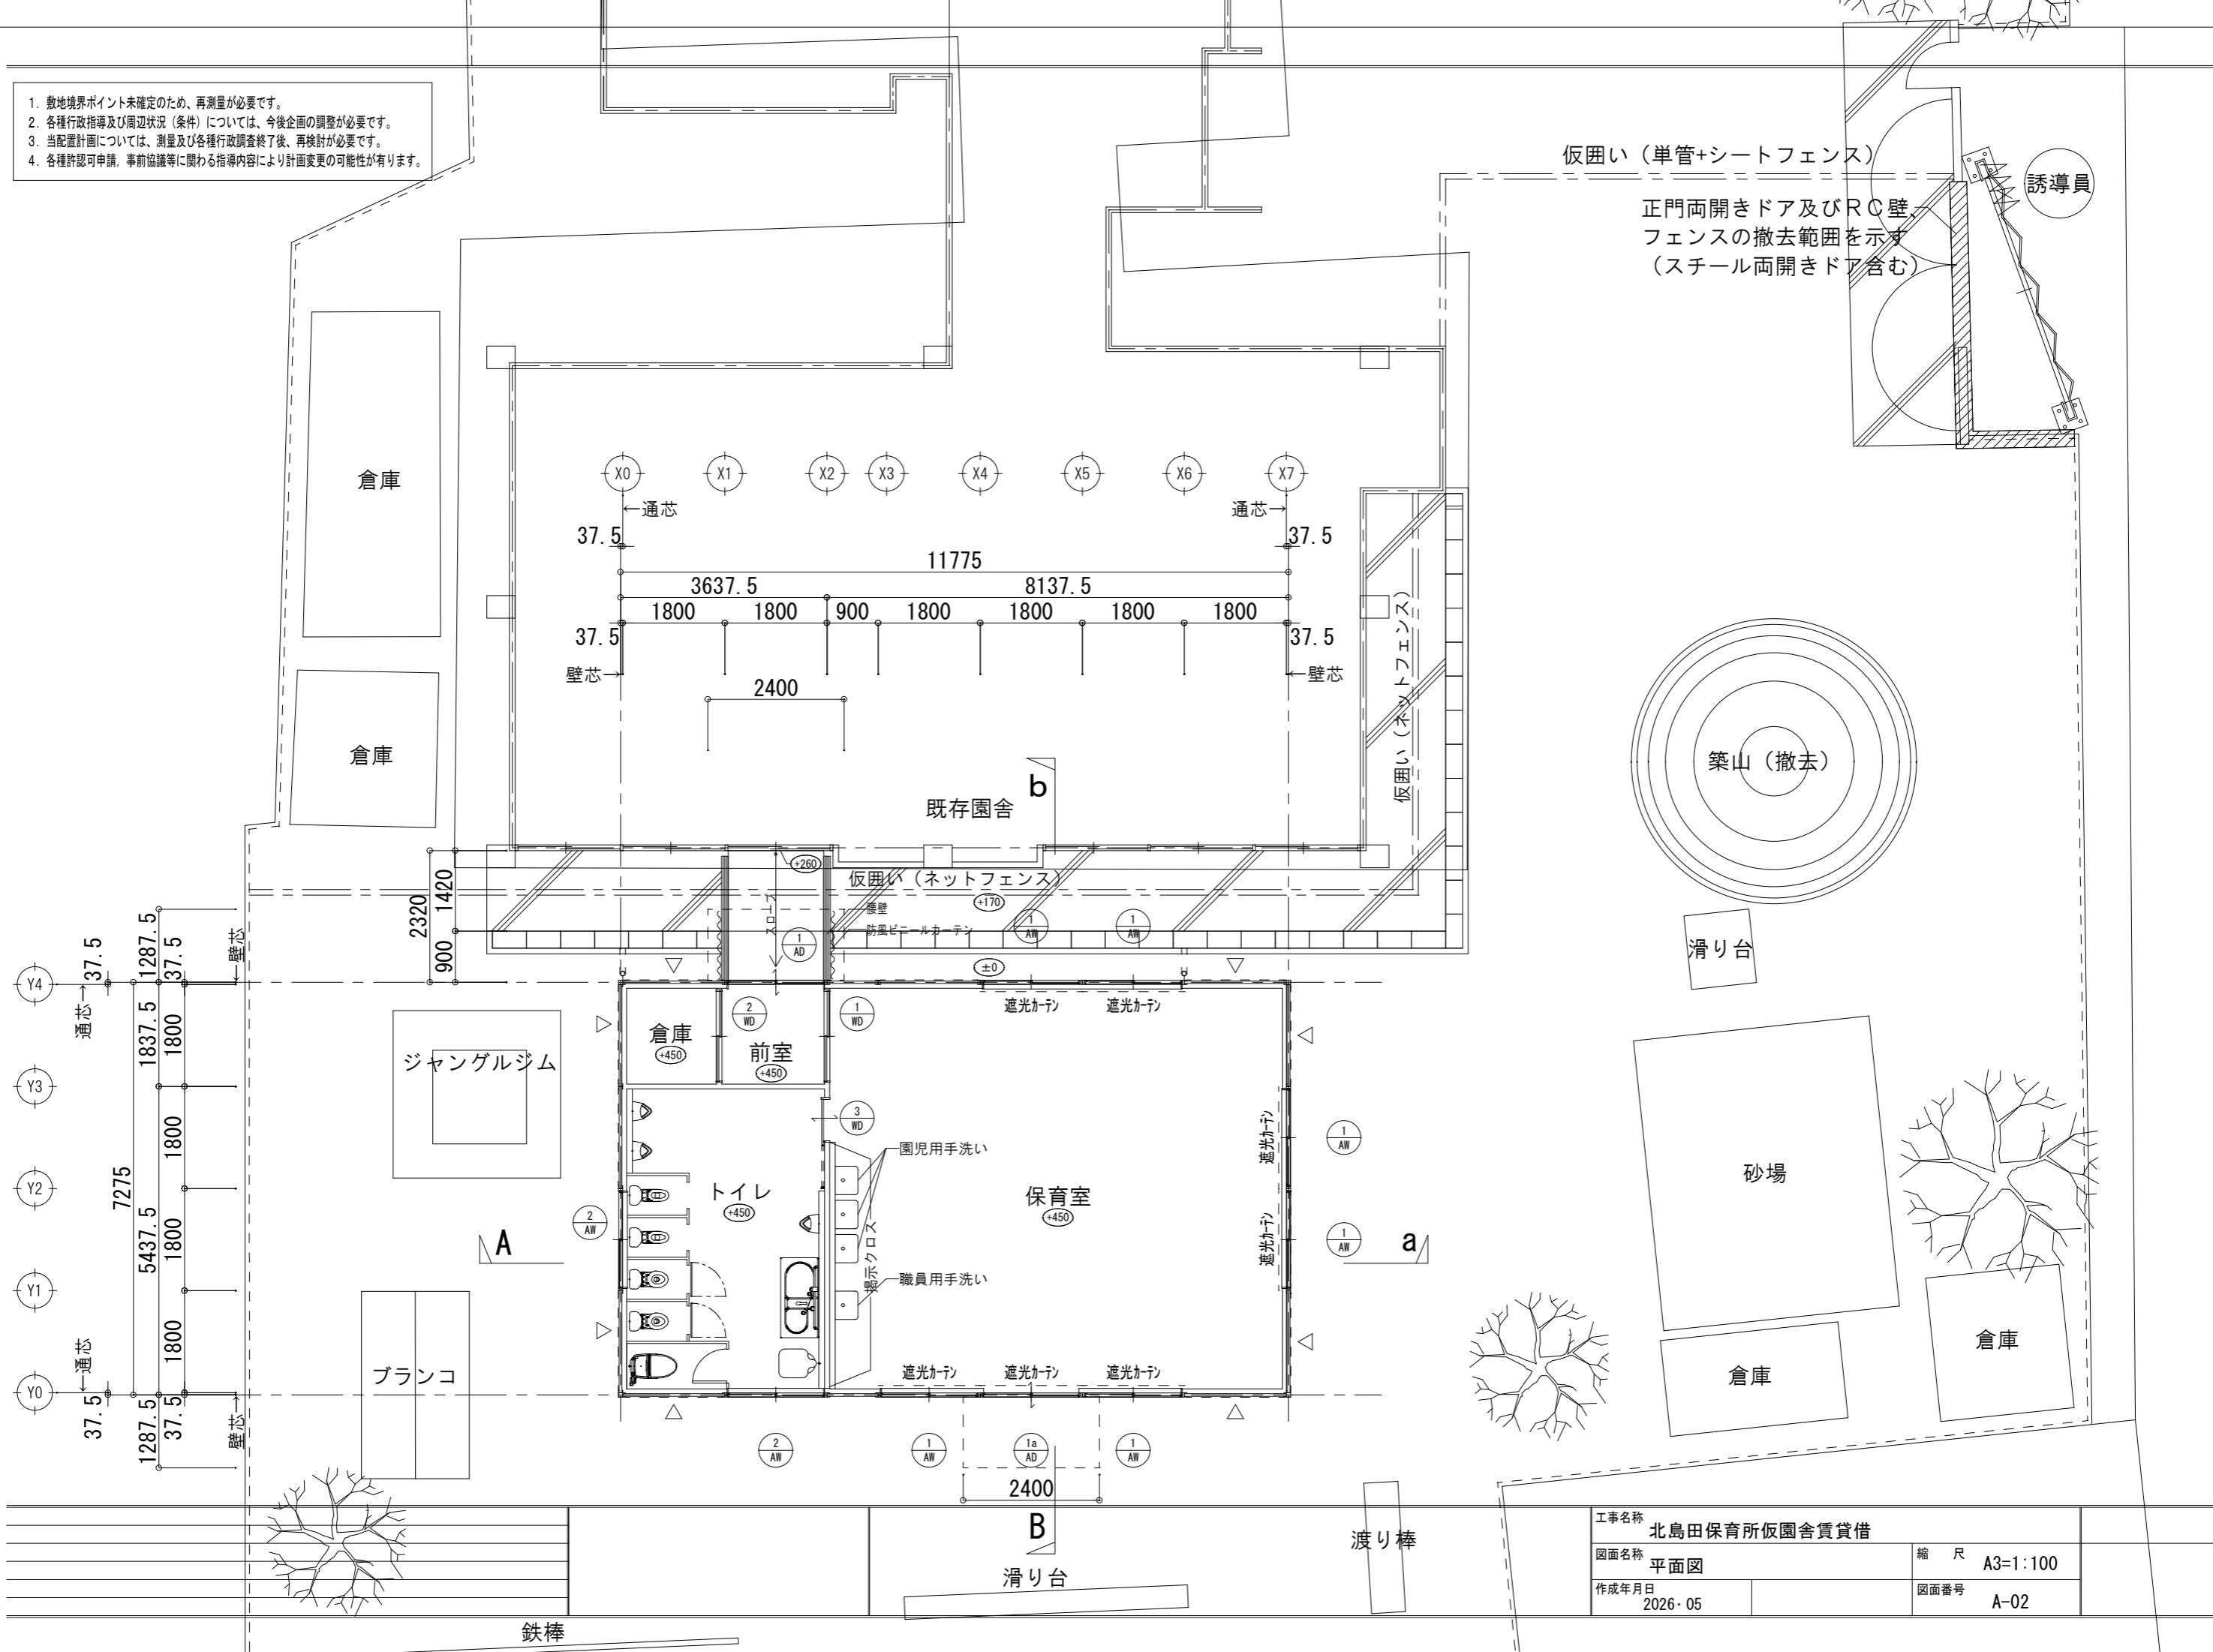 1. 敷地境界ポイント未確定のため、再測量が必要です。
2. 各種行政指導及び周辺状況（条件）については、今後企画の調整が必要です。
3. 当配置計画については、測量及び各種行政調査終了後、再検討が必要です。
4. 各種許認可申請，事前協議等に関わる指導内容により計画変更の可能性が有ります。
仮囲い（単管+シートフェンス）
誘導員
正門両開きドア及びＲＣ壁、
フェンスの撤去範囲を示す
（スチール両開きドア含む）
倉庫
X0 X1 X2 X3 X4 X5 X6 X7
通芯 通芯
37.5 37.5
11775
3637.5 8137.5
1800 1800 900 1800 1800 1800 1800
37.5 37.5
壁芯 壁芯
2400
仮囲い（ネットフェンス）
倉庫
築山（撤去）
b
既存園舎
+260
仮囲い（ネットフェンス）
+170
腰壁
防風ビニールカーテン
スロープ
1 AD
1 AW
1 AW
±0
2320
1420
900
滑り台
37.5
1287.5
37.5
壁芯
Y4
通芯
1837.5
1800
Y3
1800
7275
Y2
5437.5
1800
Y1
1800
通芯
Y0
37.5
1287.5
37.5
壁芯
ジャングルジム
ブランコ
倉庫
+450
2 WD
前室
+450
1 WD
遮光ｶｰﾃﾝ 遮光ｶｰﾃﾝ
3 WD
園児用手洗い
トイレ
+450
保育室
+450
掲示クロス
職員用手洗い
遮光ｶｰﾃﾝ
遮光ｶｰﾃﾝ
1 AW
1 AW
2 AW
A
a
遮光ｶｰﾃﾝ 遮光ｶｰﾃﾝ 遮光ｶｰﾃﾝ
2 AW
1 AW
1a AD
1 AW
2400
B
砂場
倉庫
倉庫
渡り棒
滑り台
鉄棒
工事名称 北島田保育所仮園舎賃貸借
図面名称 平面図
縮 尺 A3=1:100
作成年月日 2026・05
図面番号 A-02